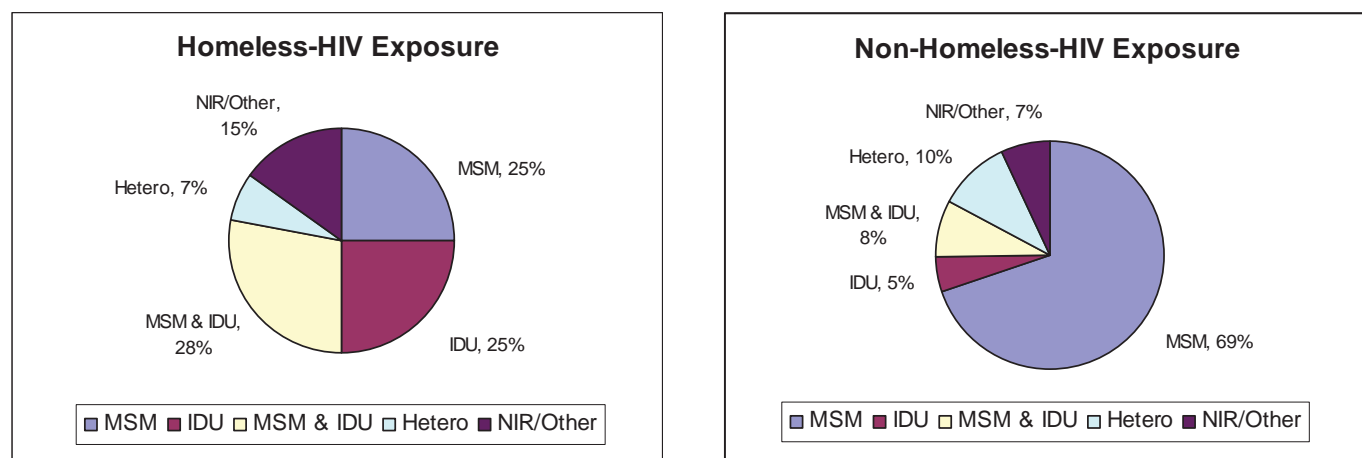 Homeless-HIV Exposure
NIR/Other,
15%
MSM, 25%
Hetero, 7%
MSM & IDU,
28%
IDU, 25%
MSM IDU MSM & IDU Hetero NIR/Other
Non-Homeless-HIV Exposure
NIR/Other, 7%
Hetero, 10%
MSM & IDU,
8%
IDU, 5%
MSM, 69%
MSM IDU MSM & IDU Hetero NIR/Other